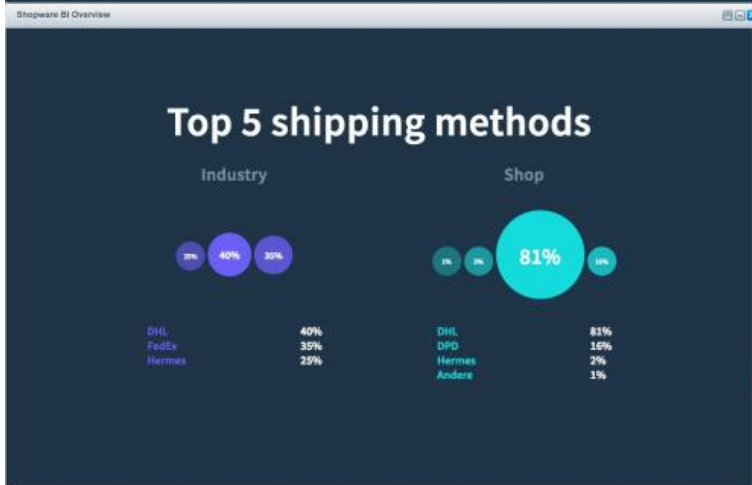 Shopware BI Overview
Top 5 shipping methods
Industry
Shop
25% 40% 35%
1% 2% 81% 16%
DHL 40%
FedEx 35%
Hermes 25%
DHL 81%
DPD 16%
Hermes 2%
Andere 1%